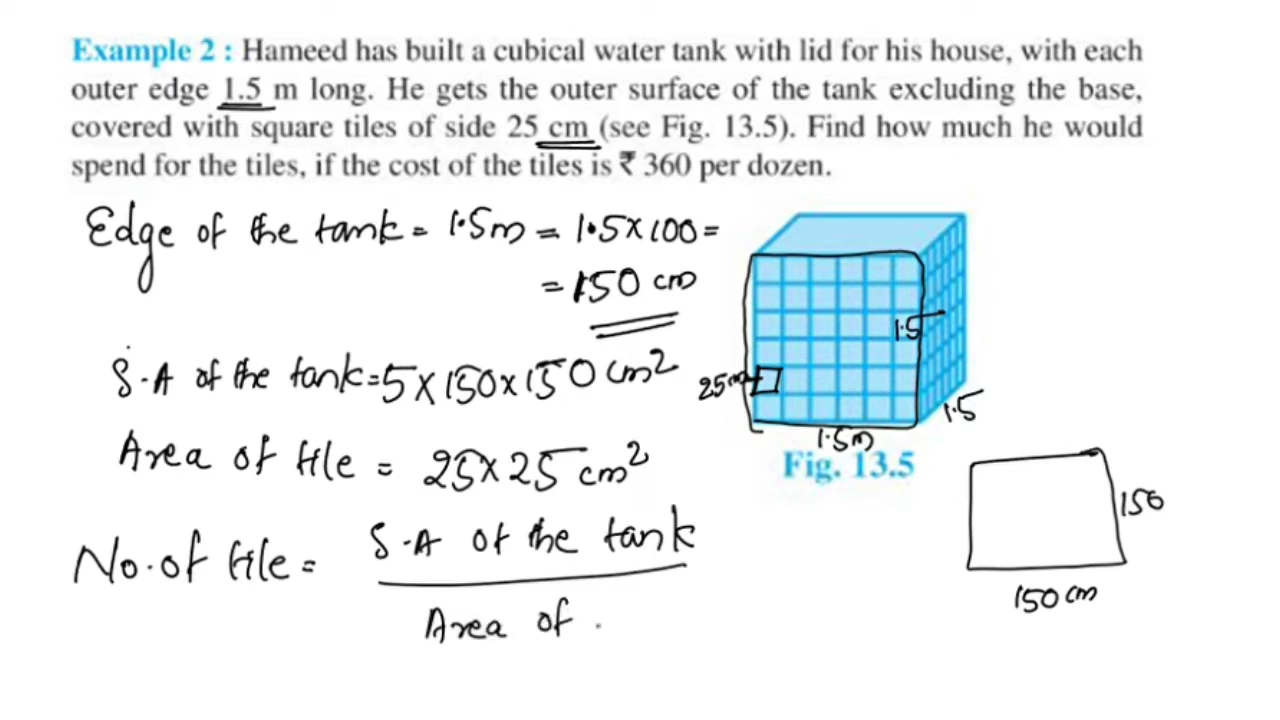 Example 2 : Hameed has built a cubical water tank with lid for his house, with each
outer edge 1.5 m long. He gets the outer surface of the tank excluding the base,
covered with square tiles of side 25 cm (see Fig. 13.5). Find how much he would
spend for the tiles, if the cost of the tiles is ₹ 360 per dozen.
Edge of the tank = 1.5m = 1.5×100 =
= 150 cm
S.A of the tank = 5×150×150 cm²
Area of tile = 25×25 cm²
No. of tile = S.A of the tank
Area of
1.5
25cm
1.5
1.5m
Fig. 13.5
150
150 cm